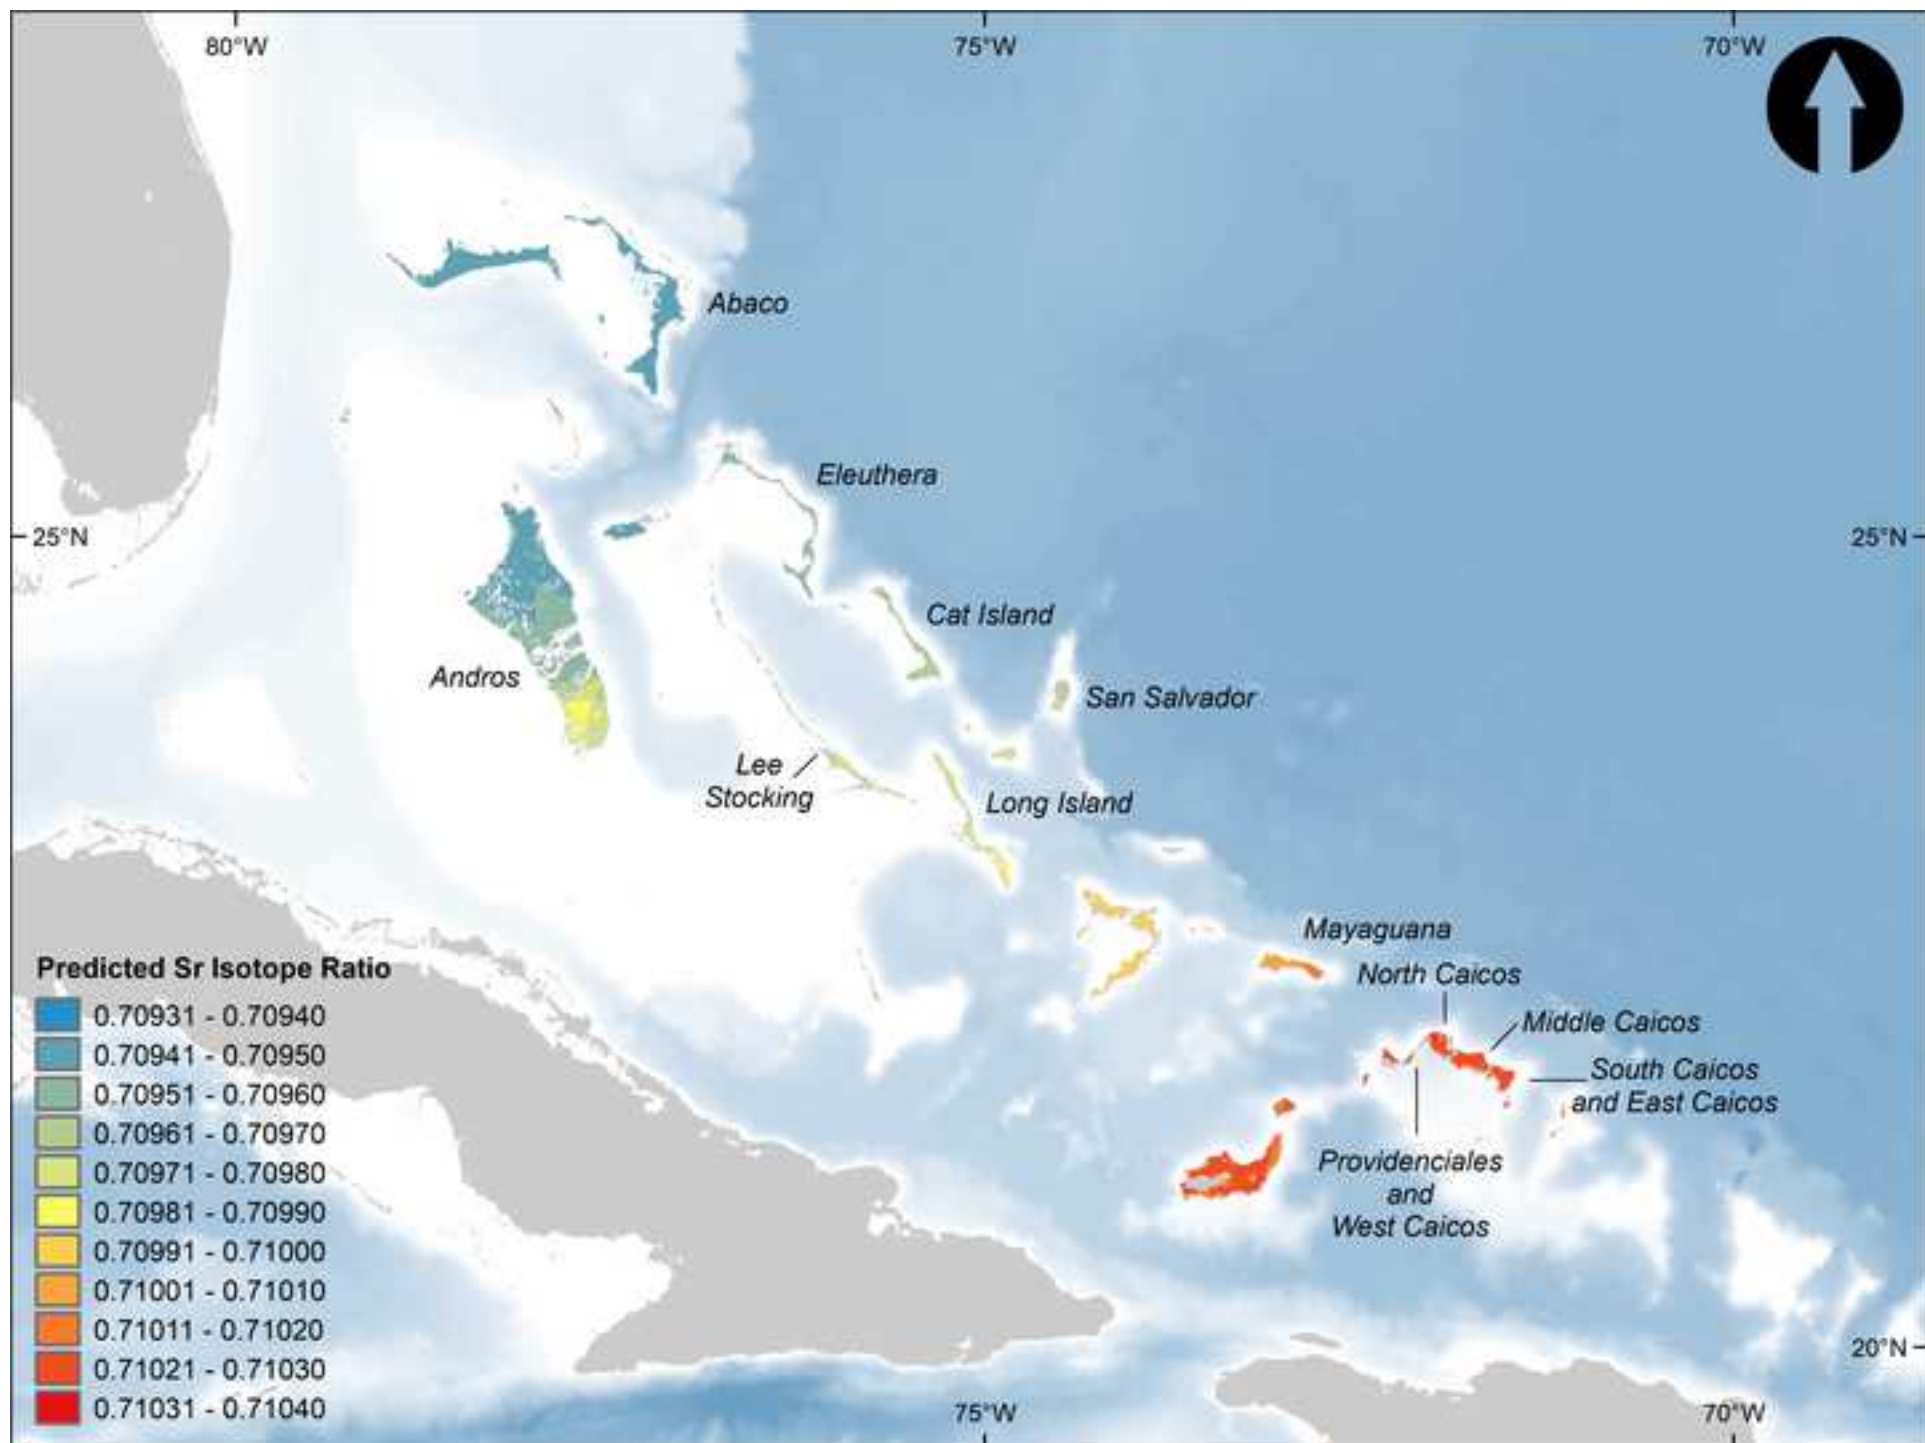 80°W
75°W
70°W
Abaco
Eleuthera
25°N
25°N
Cat Island
Andros
San Salvador
Lee
Stocking
Long Island
Mayaguana
North Caicos
Middle Caicos
South Caicos
and East Caicos
Providenciales
and
West Caicos
Predicted Sr Isotope Ratio
0.70931 - 0.70940
0.70941 - 0.70950
0.70951 - 0.70960
0.70961 - 0.70970
0.70971 - 0.70980
0.70981 - 0.70990
0.70991 - 0.71000
0.71001 - 0.71010
0.71011 - 0.71020
0.71021 - 0.71030
0.71031 - 0.71040
20°N
75°W
70°W